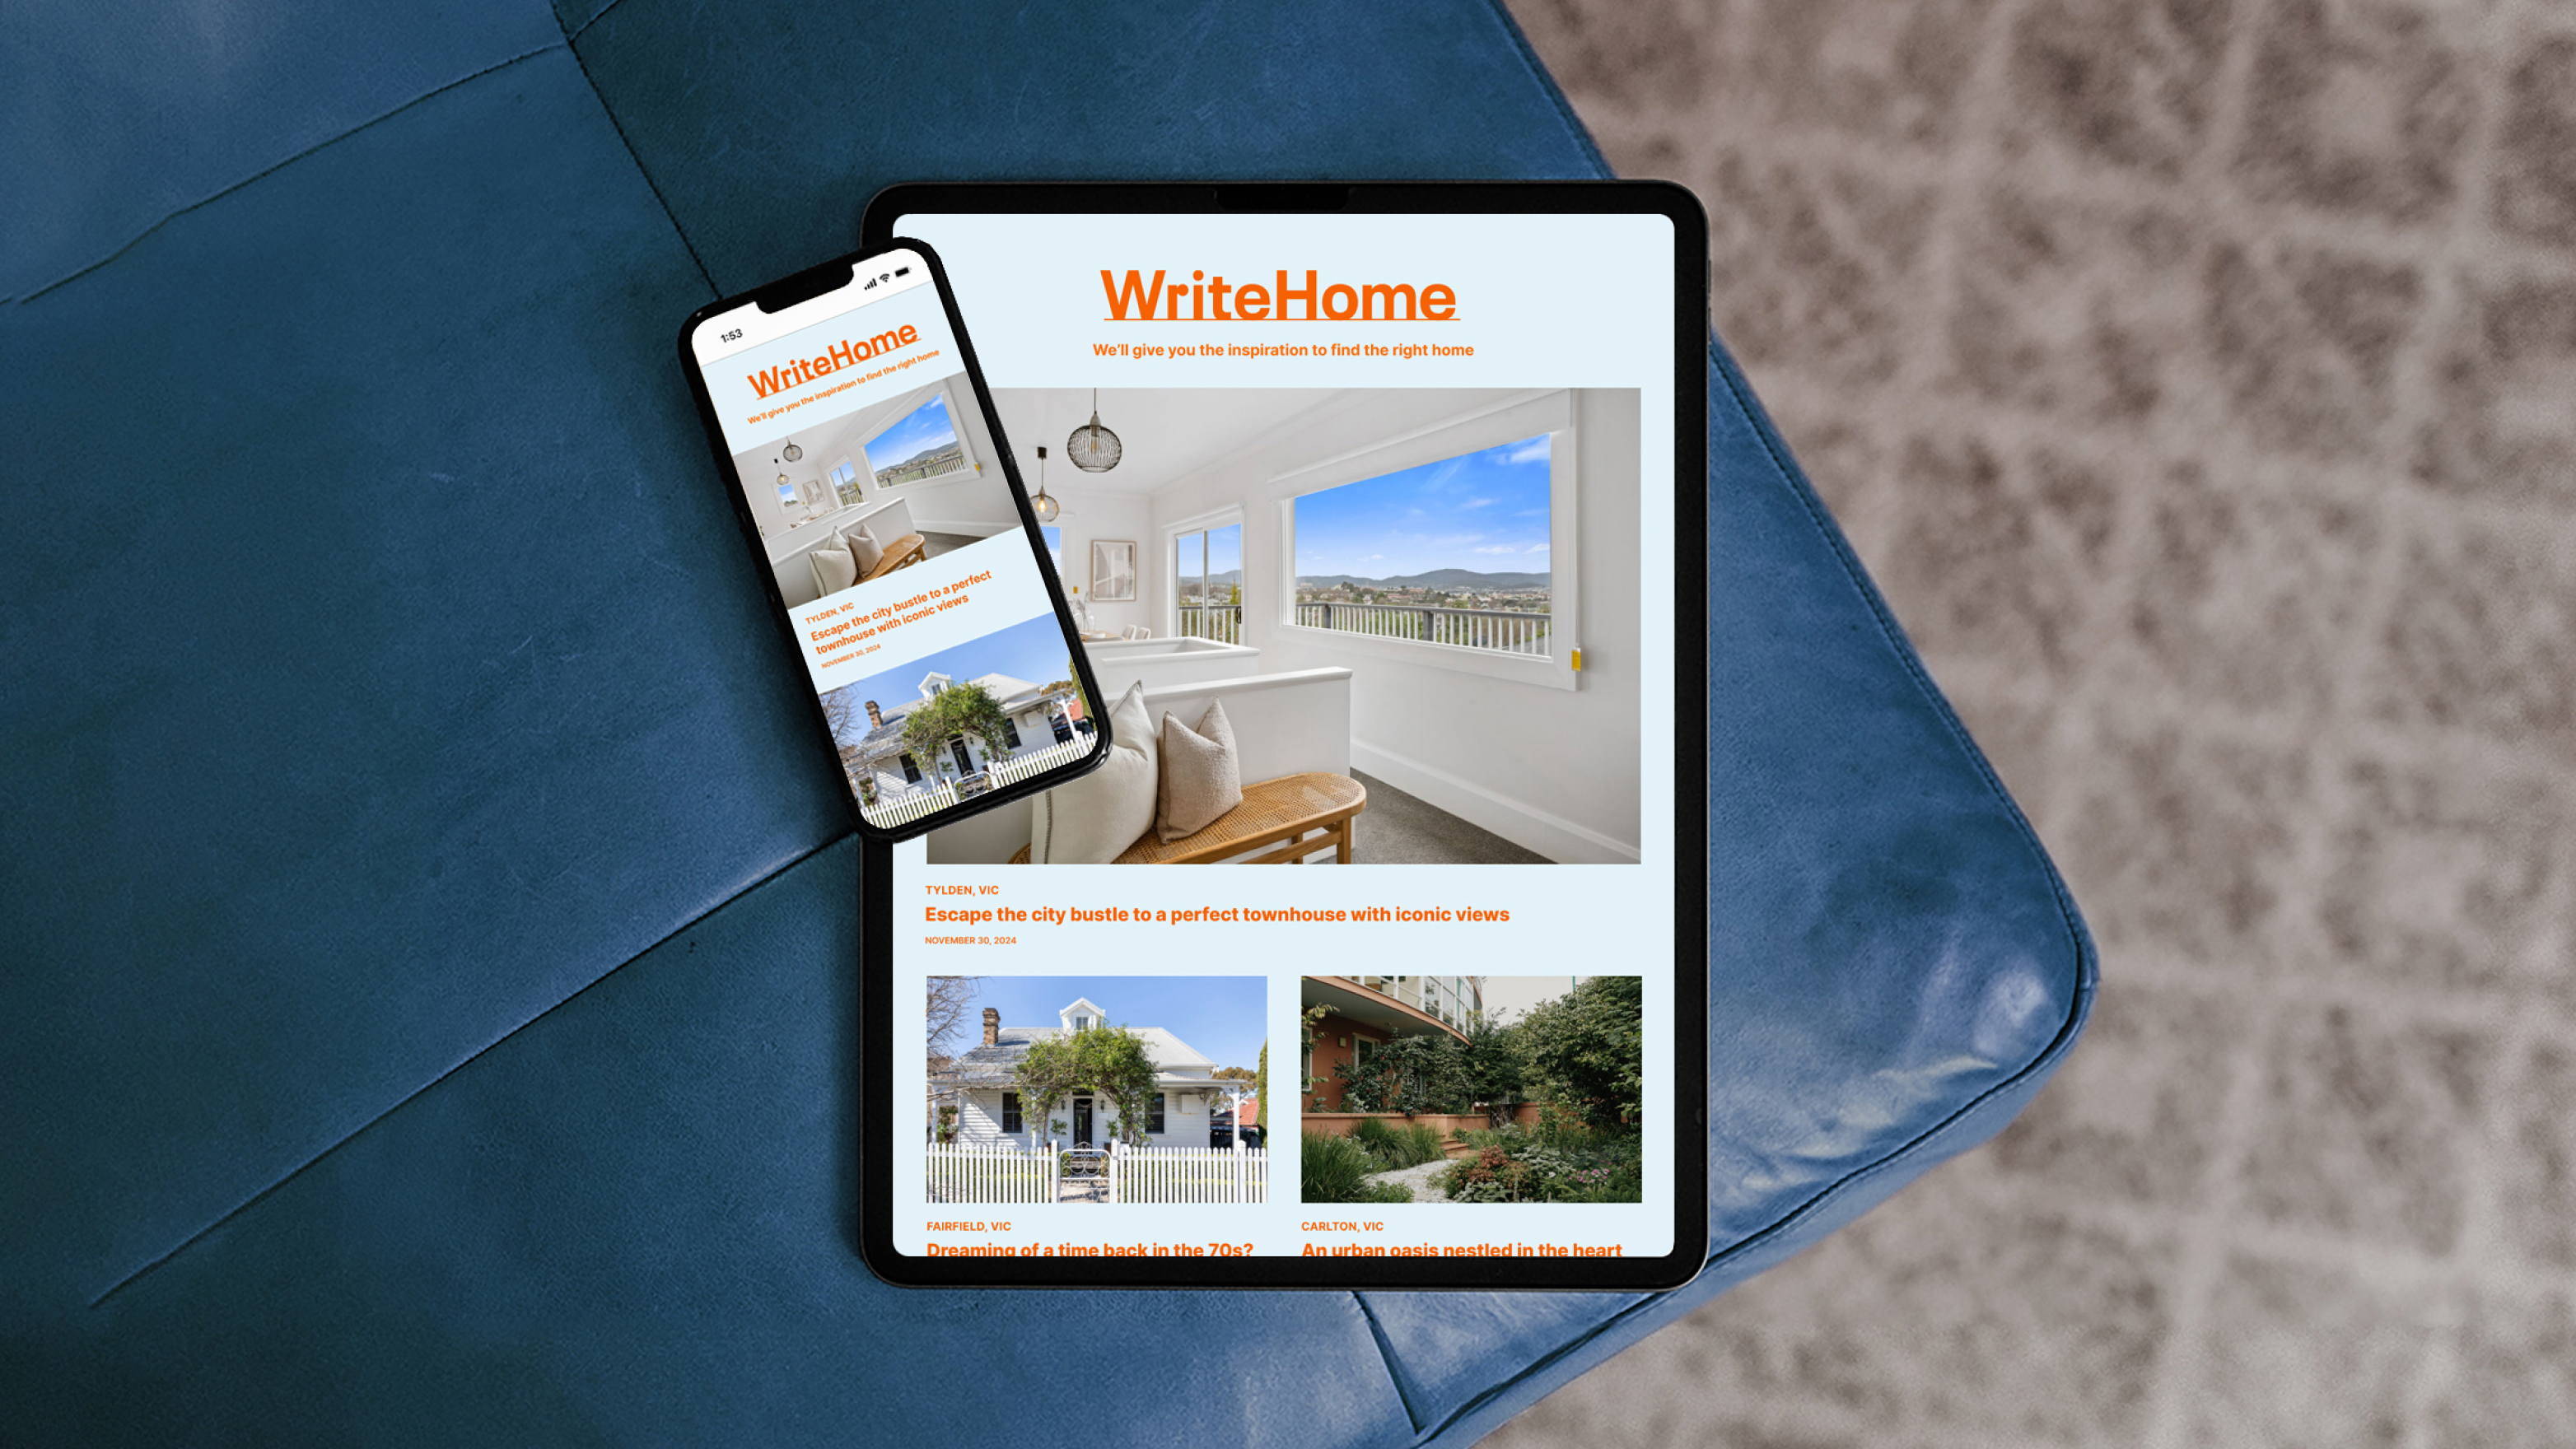 1:53
WriteHome
We'll give you the inspiration to find the right home
TYLDEN, VIC
Escape the city bustle to a perfect
townhouse with iconic views
NOVEMBER 30, 2024
WriteHome
We'll give you the inspiration to find the right home
TYLDEN, VIC
Escape the city bustle to a perfect townhouse with iconic views
NOVEMBER 30, 2024
FAIRFIELD, VIC
Dreaming of a time back in the 70s?
CARLTON, VIC
An urban oasis nestled in the heart